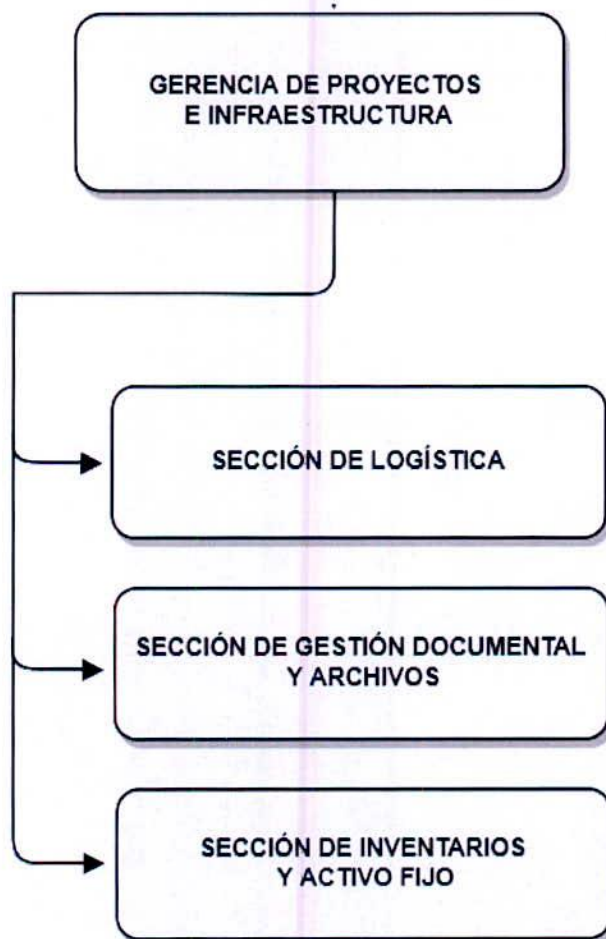 GERENCIA DE PROYECTOS
E INFRAESTRUCTURA
SECCIÓN DE LOGÍSTICA
SECCIÓN DE GESTIÓN DOCUMENTAL
Y ARCHIVOS
SECCIÓN DE INVENTARIOS
Y ACTIVO FIJO